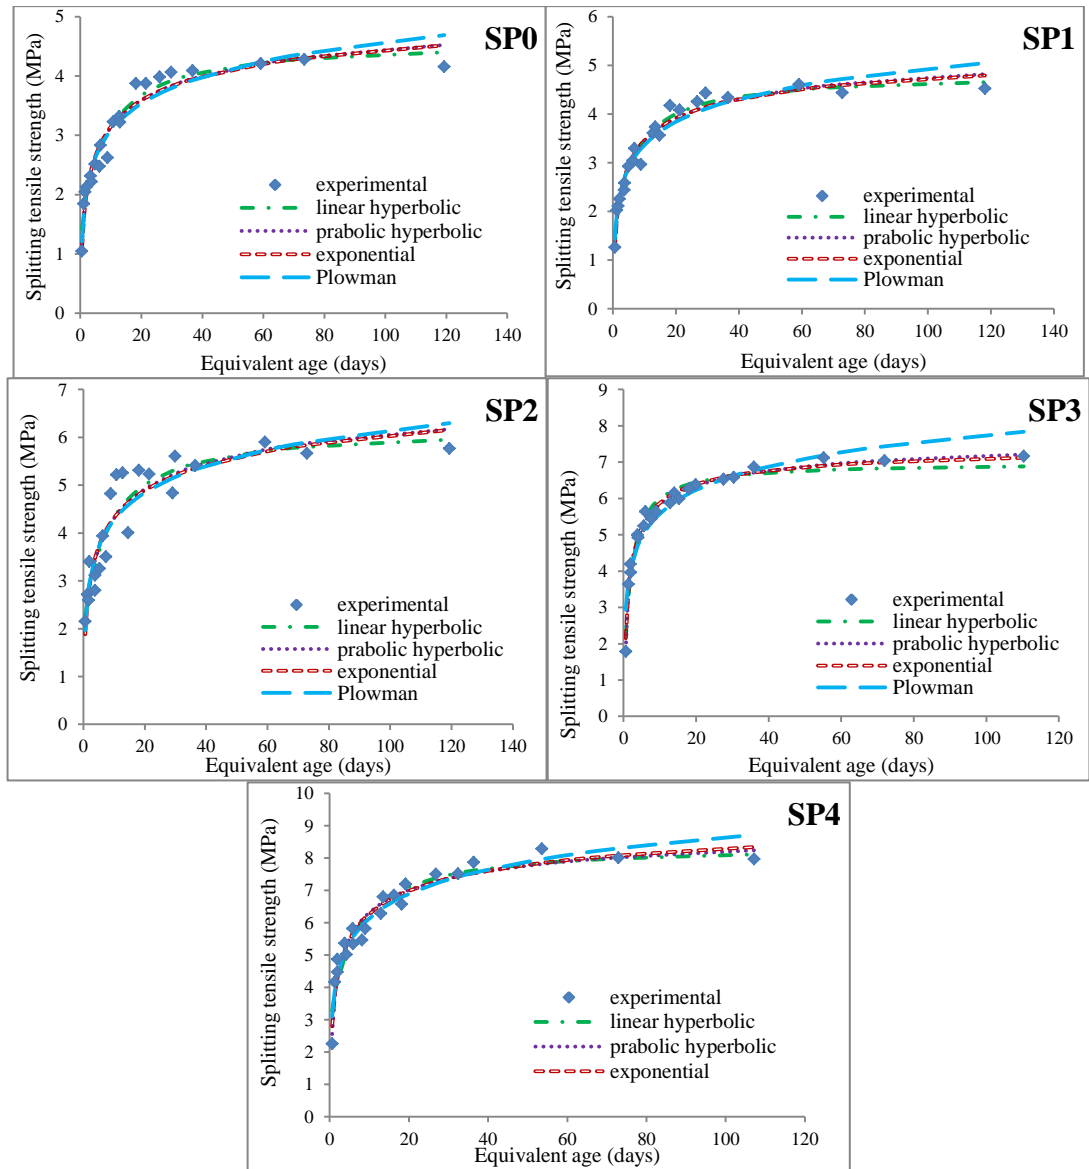 SP0
Splitting tensile strength (MPa)
5
4
3
2
1
0
experimental
linear hyperbolic
prabolic hyperbolic
exponential
Plowman
0 20 40 60 80 100 120 140
Equivalent age (days)
SP1
Splitting tensile strength (MPa)
6
5
4
3
2
1
0
experimental
linear hyperbolic
prabolic hyperbolic
exponential
Plowman
0 20 40 60 80 100 120 140
Equivalent age (days)
SP2
Splitting tensile strength (MPa)
7
6
5
4
3
2
1
0
experimental
linear hyperbolic
prabolic hyperbolic
exponential
Plowman
0 20 40 60 80 100 120 140
Equivalent age (days)
SP3
Splitting tensile strength (MPa)
9
8
7
6
5
4
3
2
1
0
experimental
linear hyperbolic
prabolic hyperbolic
exponential
Plowman
0 20 40 60 80 100 120
Equivalent age (days)
SP4
Splitting tensile strength (MPa)
10
9
8
7
6
5
4
3
2
1
0
experimental
linear hyperbolic
prabolic hyperbolic
exponential
0 20 40 60 80 100 120
Equivalent age (days)